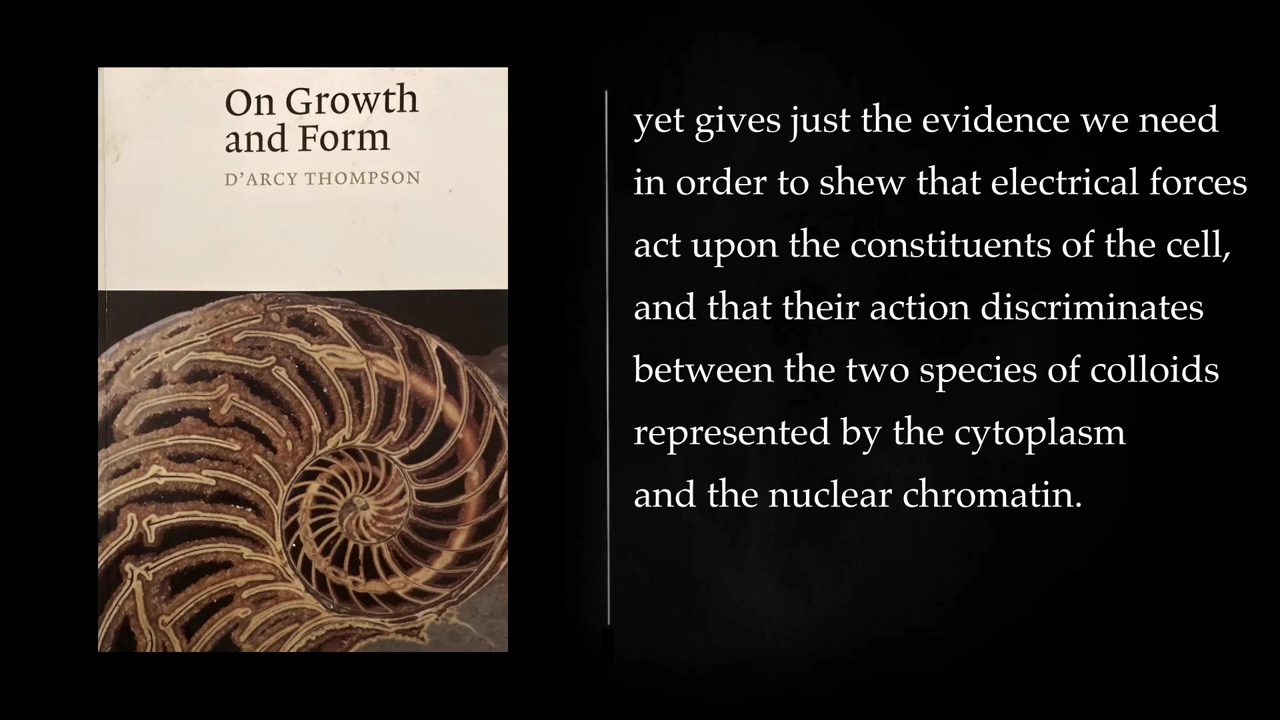 On Growth
and Form
D'ARCY THOMPSON
yet gives just the evidence we need
in order to shew that electrical forces
act upon the constituents of the cell,
and that their action discriminates
between the two species of colloids
represented by the cytoplasm
and the nuclear chromatin.